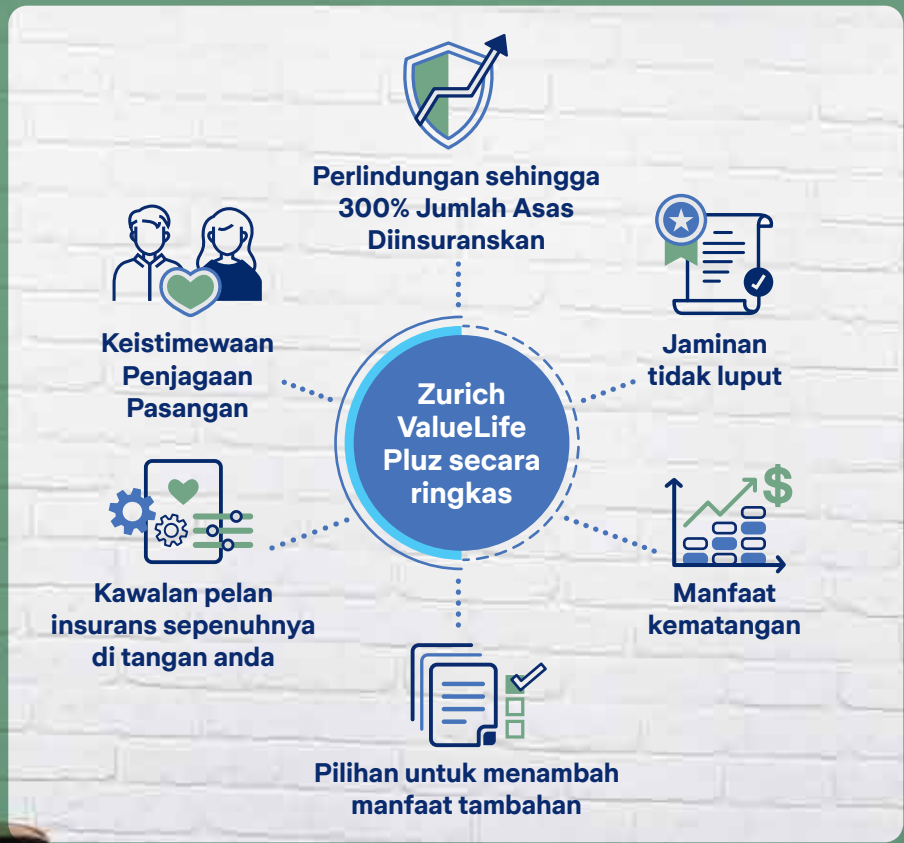 Perlindungan sehingga
300% Jumlah Asas
Diinsuranskan
Keistimewaan
Penjagaan
Pasangan
Jaminan
tidak luput
Zurich
ValueLife
Pluz secara
ringkas
Kawalan pelan
insurans sepenuhnya
di tangan anda
Manfaat
kematangan
$
Pilihan untuk menambah
manfaat tambahan